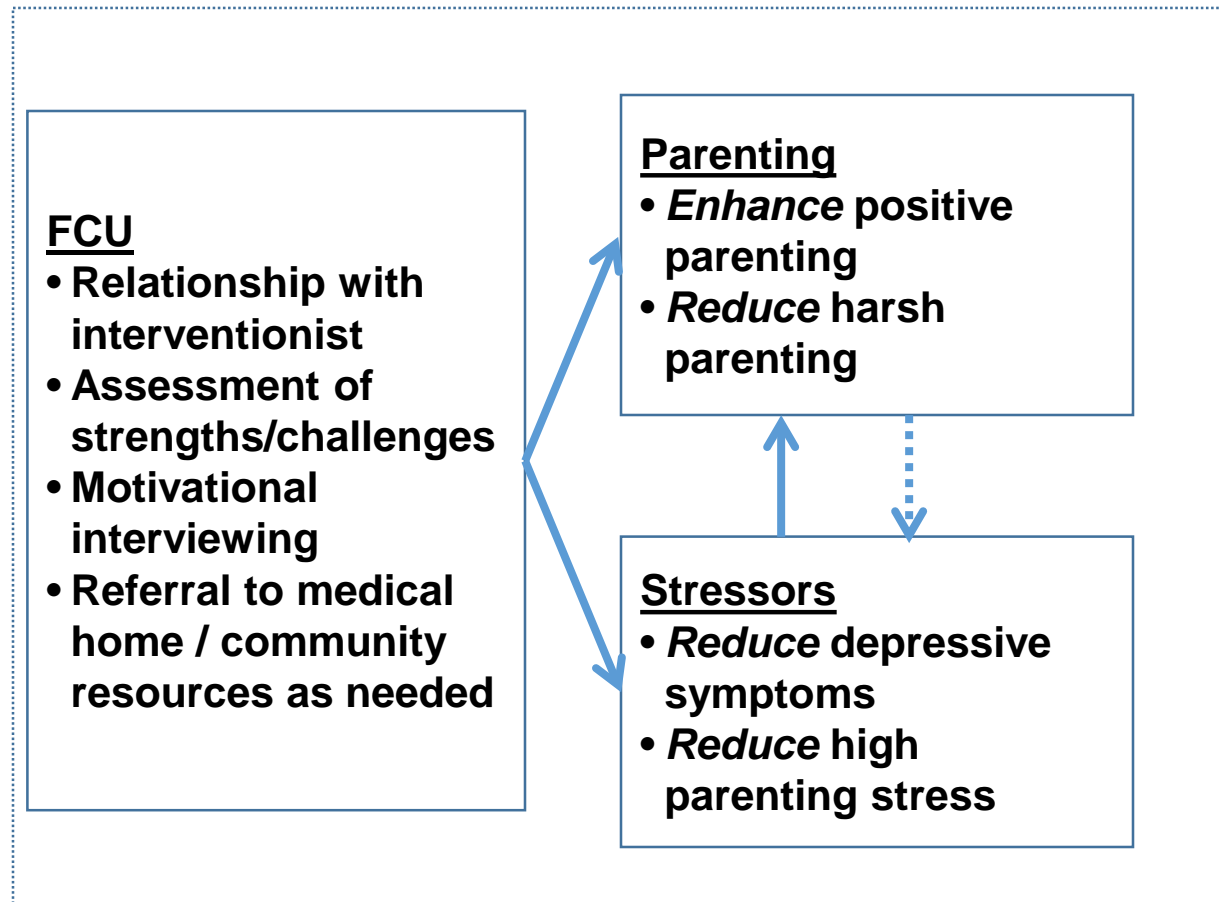 FCU
• Relationship with
interventionist
• Assessment of
strengths/challenges
• Motivational
interviewing
• Referral to medical
home / community
resources as needed
Parenting
• Enhance positive
parenting
• Reduce harsh
parenting
Stressors
• Reduce depressive
symptoms
• Reduce high
parenting stress